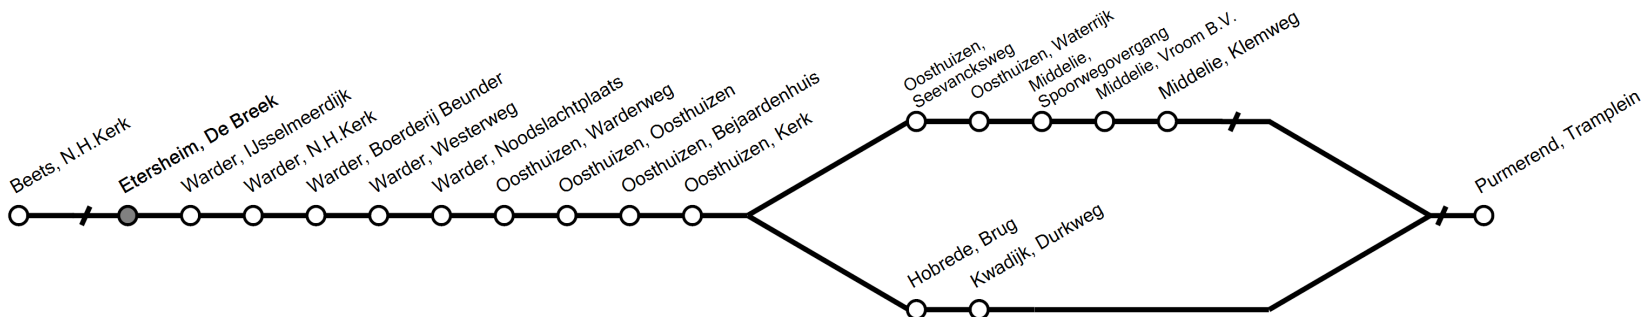 Beets, N.H.Kerk
Etersheim, De Breek
Warder, IJsselmeerdijk
Warder, N.H.Kerk
Warder, Boerderij Beunder
Warder, Westerweg
Warder, Noodslachtplaats
Oosthuizen, Warderweg
Oosthuizen, Oosthuizen
Oosthuizen, Bejaardenhuis
Oosthuizen, Kerk
Oosthuizen,
Seevancksweg
Oosthuizen, Waterrijk
Middelie,
Spoorwegovergang
Middelie, Vroom B.V.
Middelie, Klemweg
Hobrede, Brug
Kwadijk, Durkweg
Purmerend, Tramplein